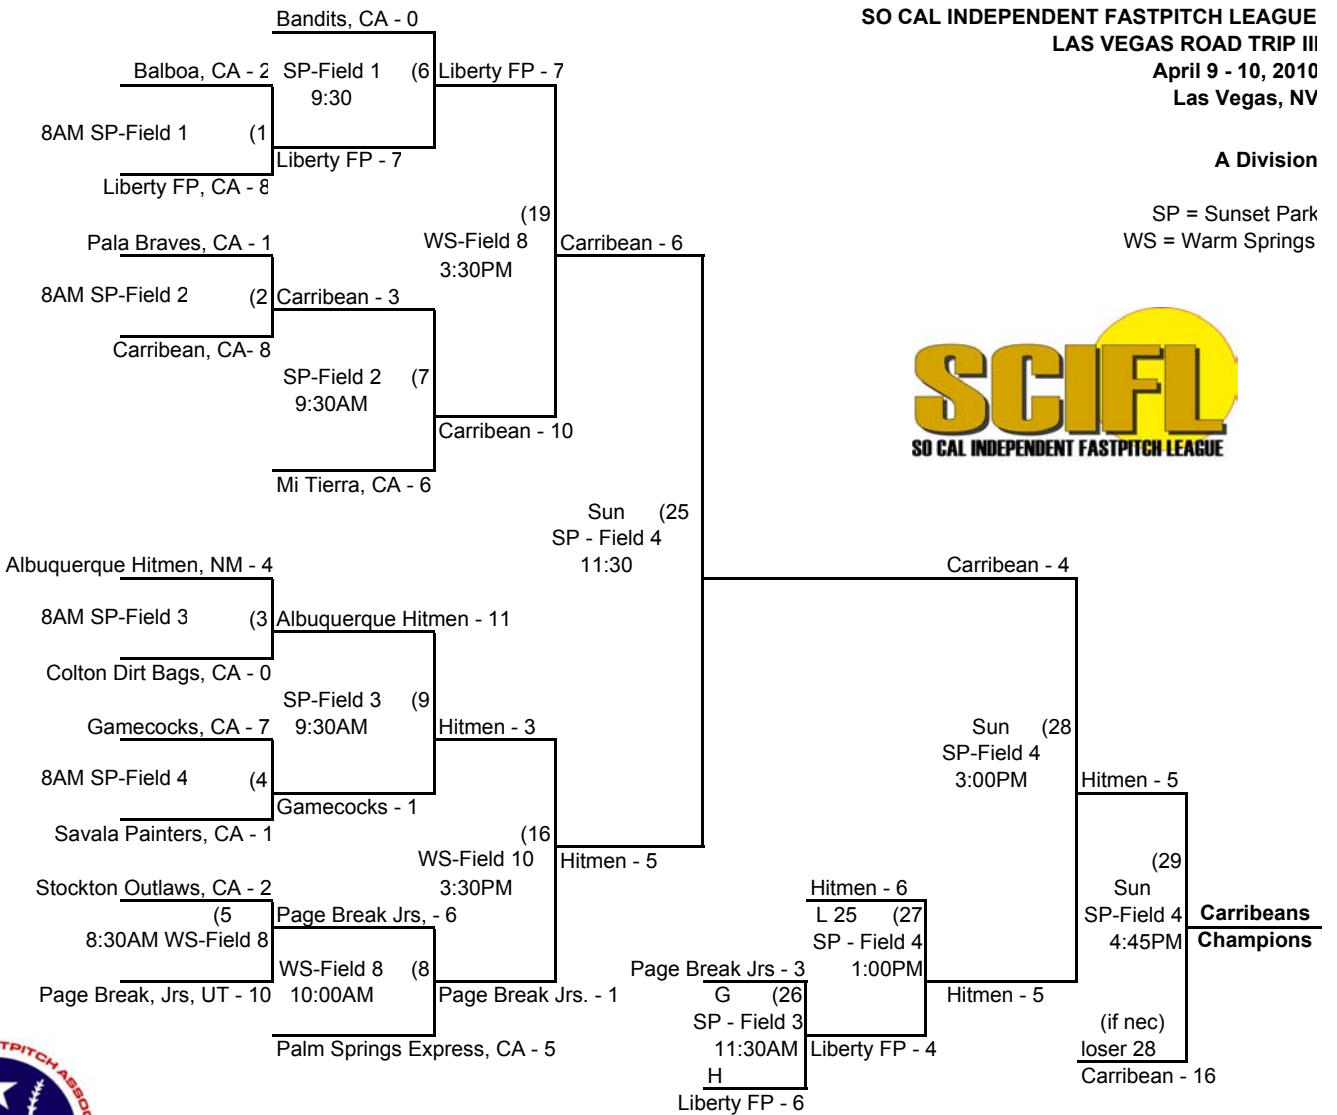 Bandits, CA - 0
SO CAL INDEPENDENT FASTPITCH LEAGUE
LAS VEGAS ROAD TRIP III
April 9 - 10, 2010
Las Vegas, NV
A Division
SP = Sunset Park
WS = Warm Springs
SCIFL
SO CAL INDEPENDENT FASTPITCH LEAGUE
Balboa, CA - 2
SP-Field 1 (6
9:30
Liberty FP - 7
8AM SP-Field 1 (1
Liberty FP - 7
Liberty FP, CA - 8
(19
WS-Field 8
3:30PM
Carribean - 6
Pala Braves, CA - 1
8AM SP-Field 2 (2
Carribean - 3
Carribean, CA- 8
SP-Field 2 (7
9:30AM
Carribean - 10
Mi Tierra, CA - 6
Sun (25
SP - Field 4
11:30
Carribean - 4
Albuquerque Hitmen, NM - 4
8AM SP-Field 3 (3
Albuquerque Hitmen - 11
Colton Dirt Bags, CA - 0
SP-Field 3 (9
9:30AM
Hitmen - 3
Gamecocks, CA - 7
8AM SP-Field 4 (4
Gamecocks - 1
Savala Painters, CA - 1
(16
WS-Field 10
3:30PM
Hitmen - 5
Stockton Outlaws, CA - 2
(5
8:30AM WS-Field 8
Page Break Jrs, - 6
Page Break, Jrs, UT - 10
WS-Field 8 (8
10:00AM
Page Break Jrs. - 1
Palm Springs Express, CA - 5
Sun (28
SP-Field 4
3:00PM
Hitmen - 5
Hitmen - 6
L 25 (27
SP - Field 4
1:00PM
Hitmen - 5
Page Break Jrs - 3
G (26
SP - Field 3
11:30AM
Liberty FP - 4
H
Liberty FP - 6
(29
Sun
SP-Field 4
4:45PM
Carribeans
Champions
(if nec)
loser 28
Carribean - 16